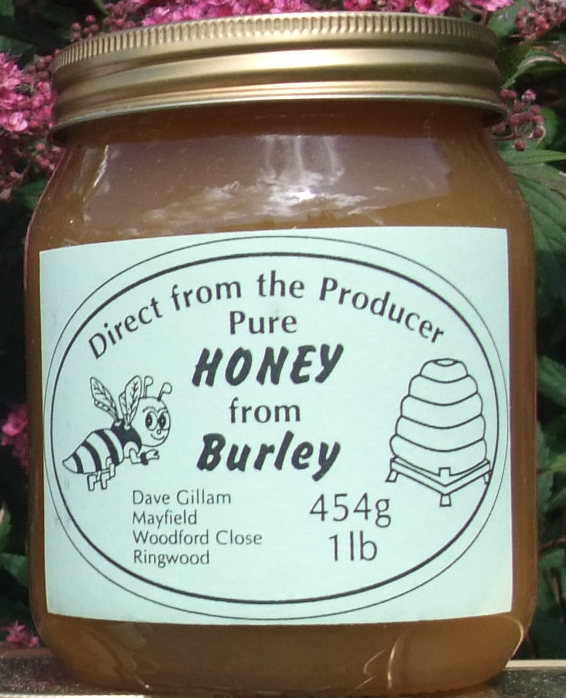 Direct from the Producer
Pure
HONEY
from
Burley
Dave Gillam
Mayfield
Woodford Close
Ringwood
454g
1lb